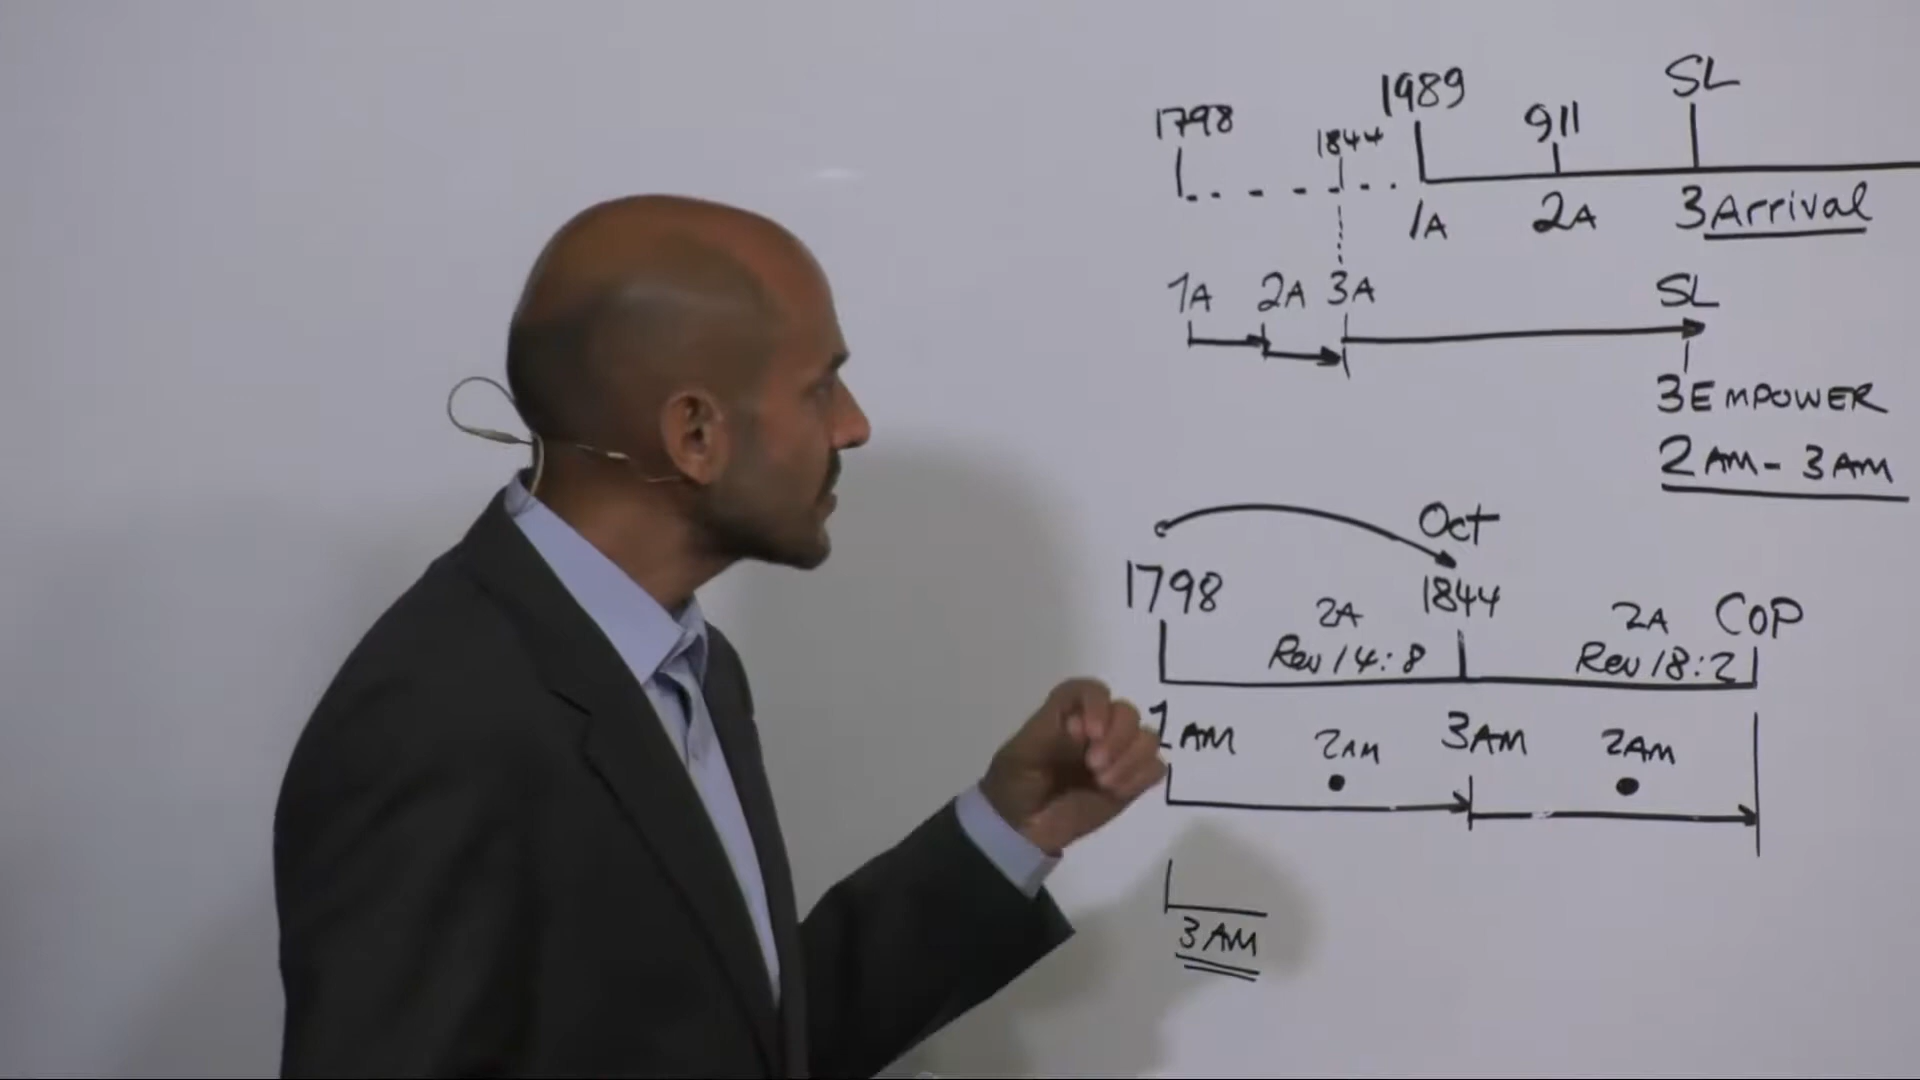 1798 1844 1989 911 SL
1A 2A 3Arrival
1A 2A 3A SL
3EMPOWER
2AM - 3AM
Oct
1798 2A 1844 2A COP
Rev 14:8 Rev 18:2
1AM 2AM 3AM 2AM
3AM